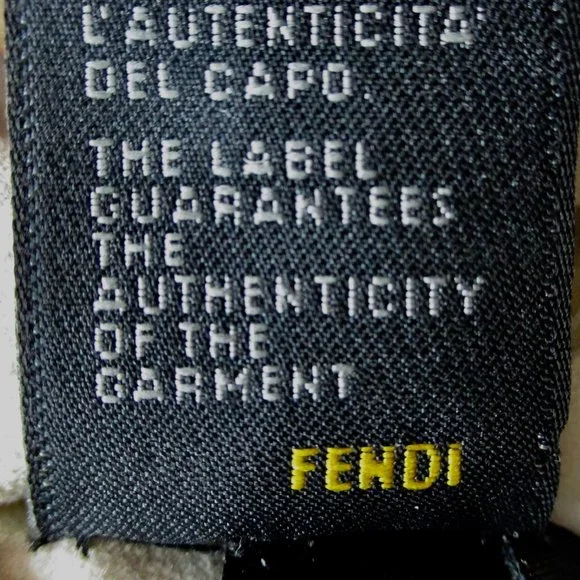 L'AUTENTICITA'
DEL CAPO.
THE LABEL
GUARANTEES
THE
AUTHENTICITY
OF THE
GARMENT
FENDI